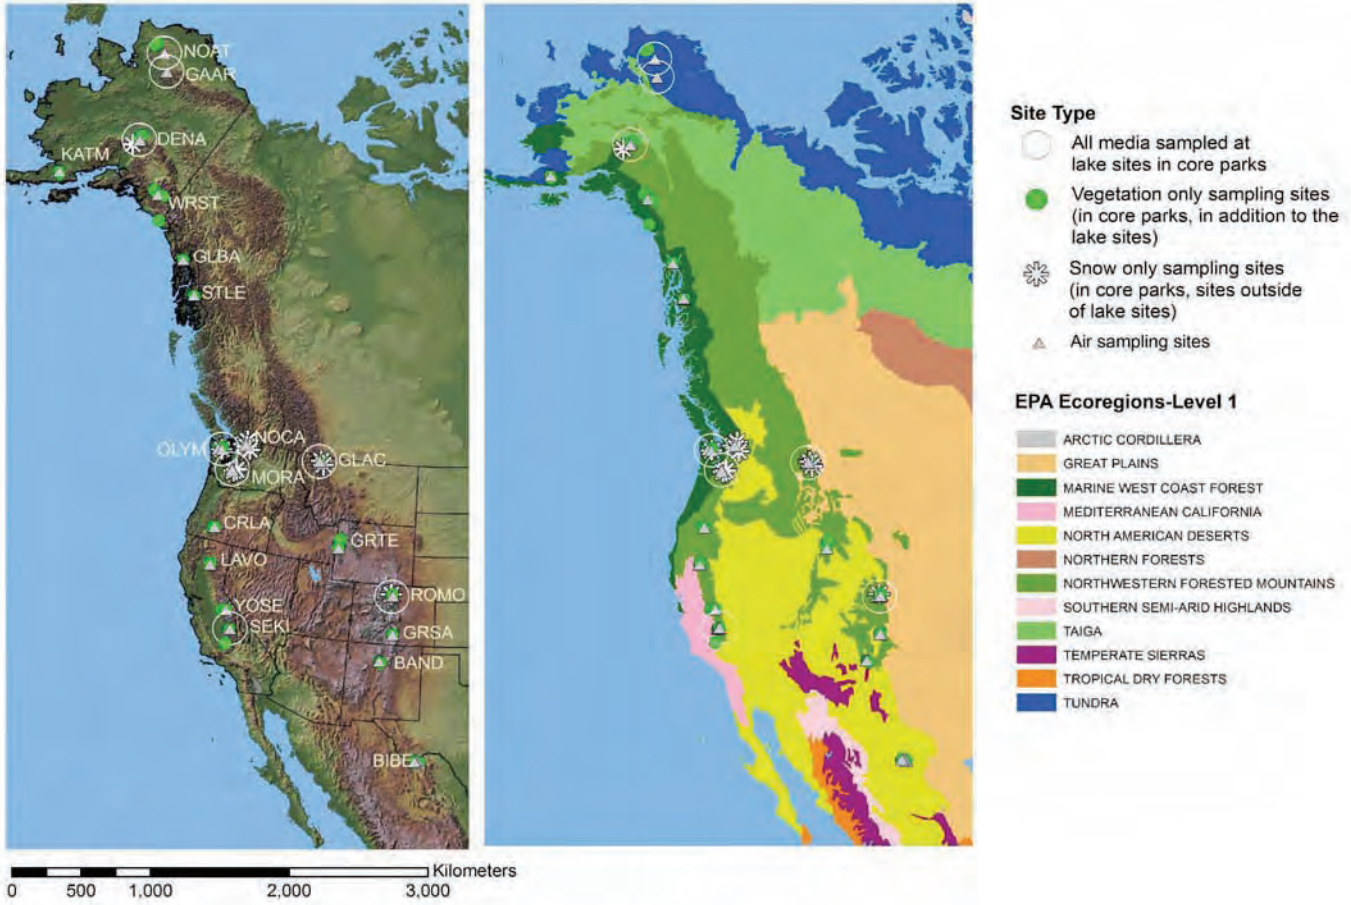 NOAT
GAAR
DENA
KATM
WRST
GLBA
STLE
OLYM
NOCA
GLAC
MORA
CRLA
GRTE
LAVO
ROMO
YOSE
SEKI
GRSA
BAND
BIBE
Kilometers
0 500 1,000 2,000 3,000
Site Type
All media sampled at
lake sites in core parks
Vegetation only sampling sites
(in core parks, in addition to the
lake sites)
Snow only sampling sites
(in core parks, sites outside
of lake sites)
Air sampling sites
EPA Ecoregions-Level 1
ARCTIC CORDILLERA
GREAT PLAINS
MARINE WEST COAST FOREST
MEDITERRANEAN CALIFORNIA
NORTH AMERICAN DESERTS
NORTHERN FORESTS
NORTHWESTERN FORESTED MOUNTAINS
SOUTHERN SEMI-ARID HIGHLANDS
TAIGA
TEMPERATE SIERRAS
TROPICAL DRY FORESTS
TUNDRA